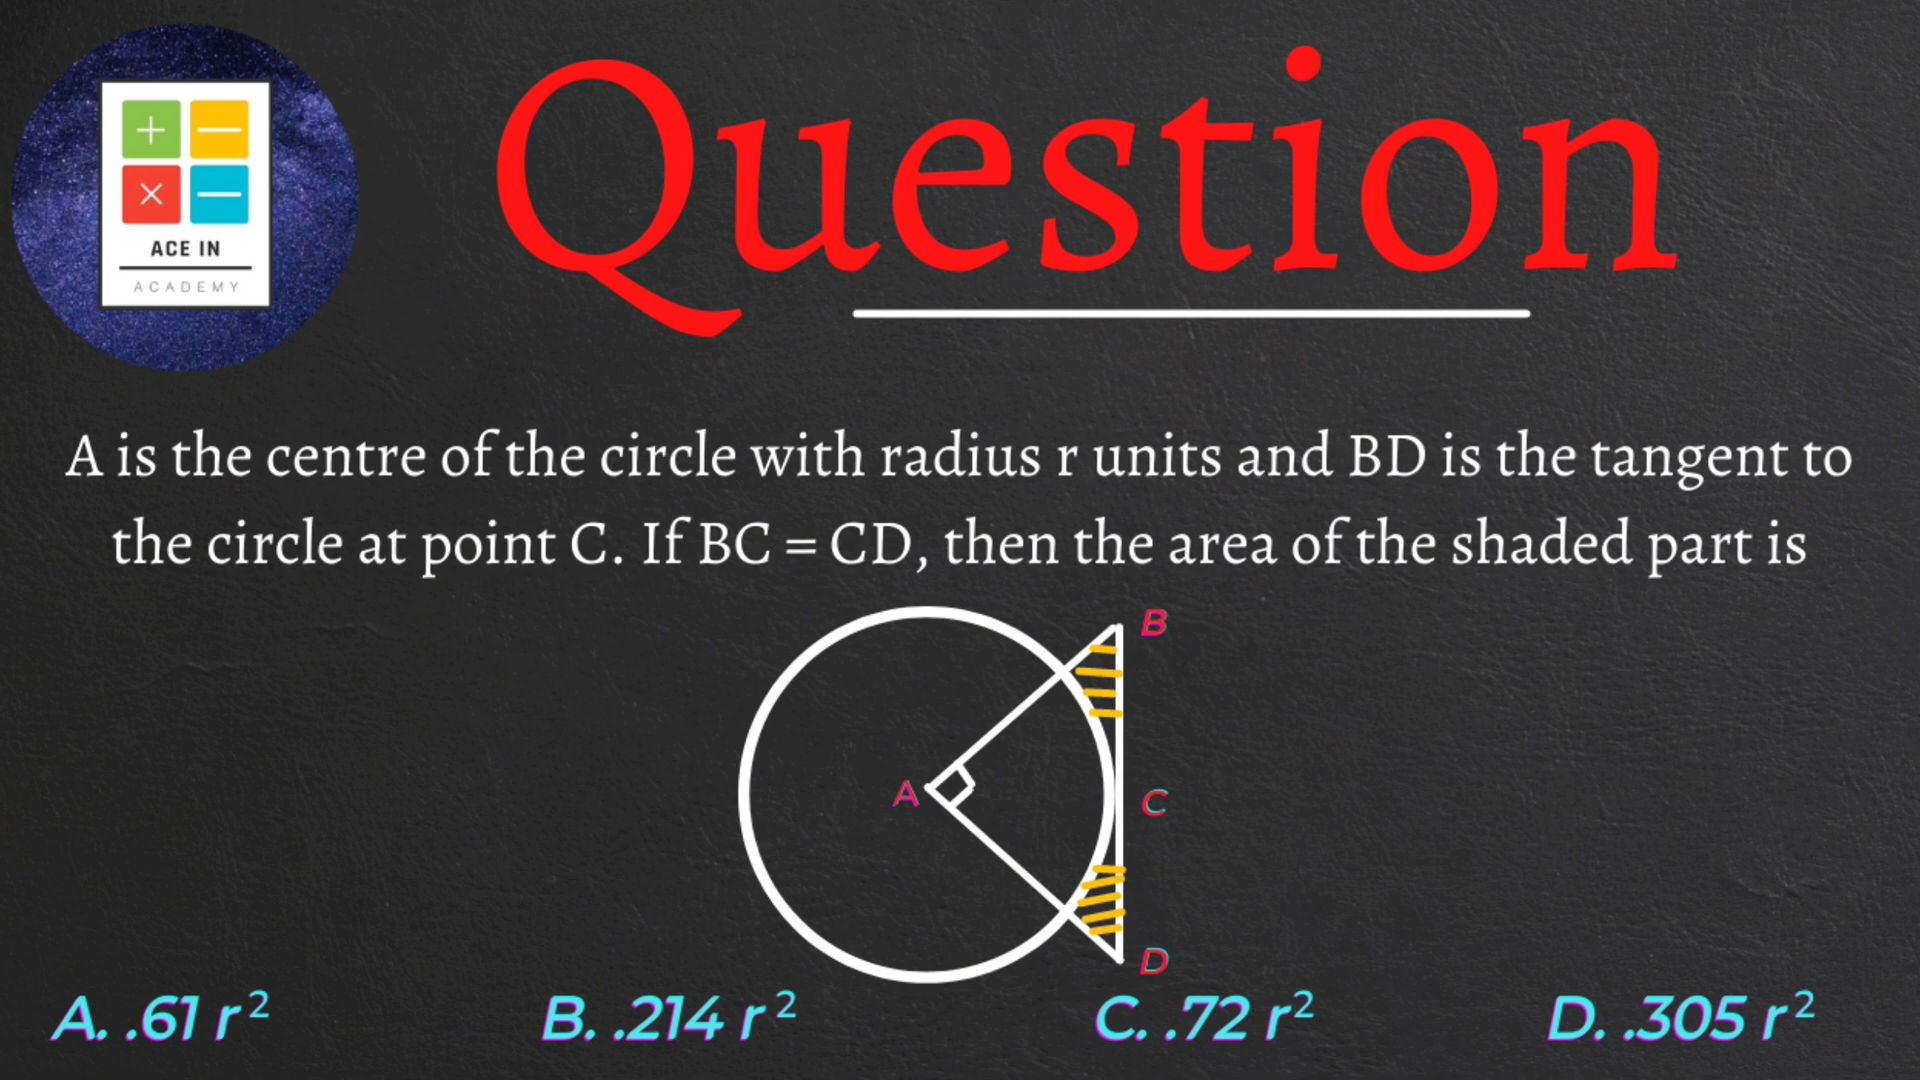 + —
× —
ACE IN
ACADEMY
Question
A is the centre of the circle with radius r units and BD is the tangent to
the circle at point C. If BC = CD, then the area of the shaded part is
B
A
C
D
A. .61 r²
B. .214 r²
C. .72 r²
D. .305 r²